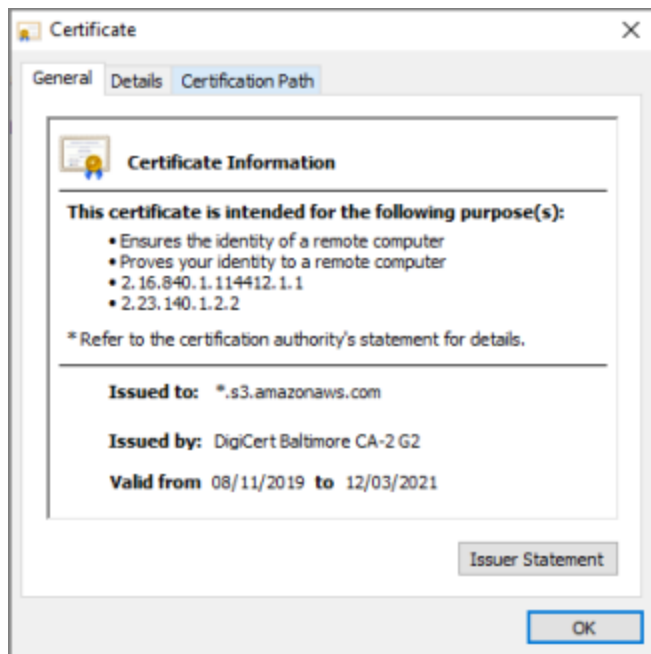 Certificate
General Details Certification Path
Certificate Information
This certificate is intended for the following purpose(s):
• Ensures the identity of a remote computer
• Proves your identity to a remote computer
• 2.16.840.1.114412.1.1
• 2.23.140.1.2.2
* Refer to the certification authority's statement for details.
Issued to: *.s3.amazonaws.com
Issued by: DigiCert Baltimore CA-2 G2
Valid from 08/11/2019 to 12/03/2021
Issuer Statement
OK